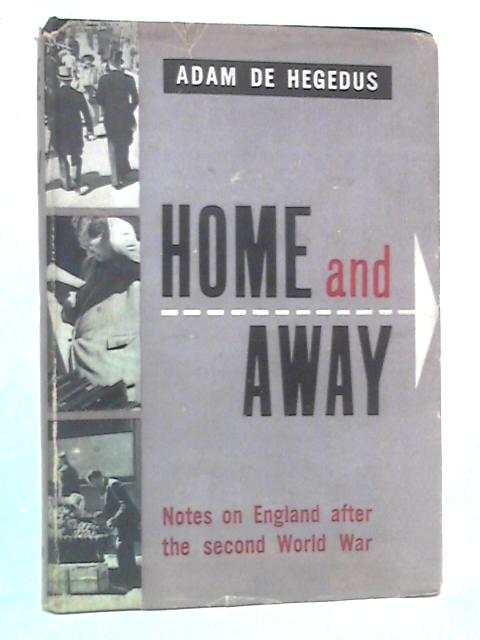 ADAM DE HEGEDUS
HOME and
AWAY
Notes on England after
the second World War